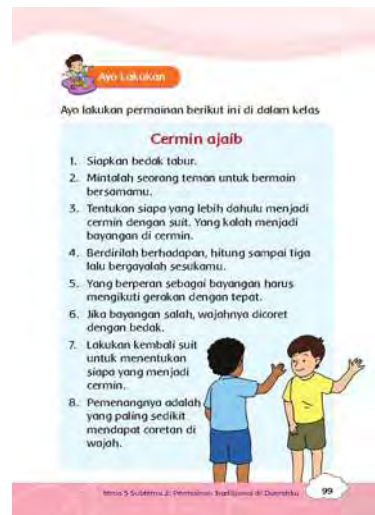 Ayo Lakukan
Ayo lakukan permainan berikut ini di dalam kelas
Cermin ajaib
1. Siapkan bedak tabur.
2. Mintalah seorang teman untuk bermain
bersamamu.
3. Tentukan siapa yang lebih dahulu menjadi
cermin dengan suit. Yang kalah menjadi
bayangan di cermin.
4. Berdirilah berhadapan, hitung sampai tiga
lalu bergayalah sesukamu.
5. Yang berperan sebagai bayangan harus
mengikuti gerakan dengan tepat.
6. Jika bayangan salah, wajahnya dicoret
dengan bedak.
7. Lakukan kembali suit
untuk menentukan
siapa yang menjadi
cermin.
8. Pemenangnya adalah
yang paling sedikit
mendapat coretan di
wajah.
Tema 5 Subtema 2: Permainan Tradisional di Daerahku
99